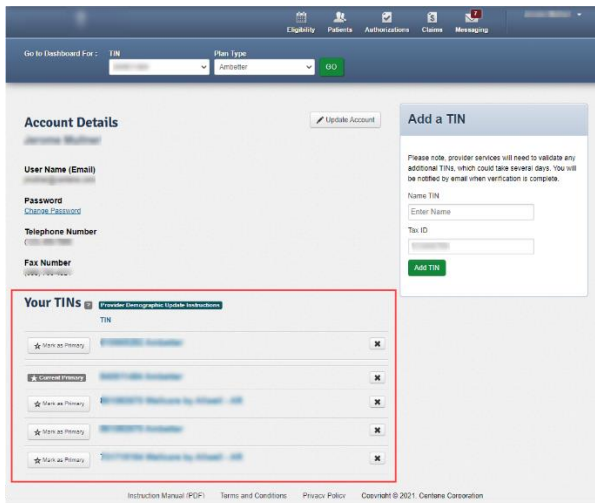 7
Eligibility Patients Authorizations Claims Messaging
Go to Dashboard For : TIN Plan Type
Ambetter GO
Account Details
Update Account
User Name (Email)
Password
Change Password
Telephone Number
Fax Number
Add a TIN
Please note, provider services will need to validate any
additional TINs, which could take several days. You will
be notified by email when verification is complete.
Name TIN
Enter Name
Tax ID
Add TIN
Your TINs ? Provider Demographic Update Instructions
TIN
Mark as Primary
Current Primary
Mark as Primary
Mark as Primary
Mark as Primary
Instruction Manual (PDF) Terms and Conditions Privacy Policy Copyright © 2021 Centene Corporation